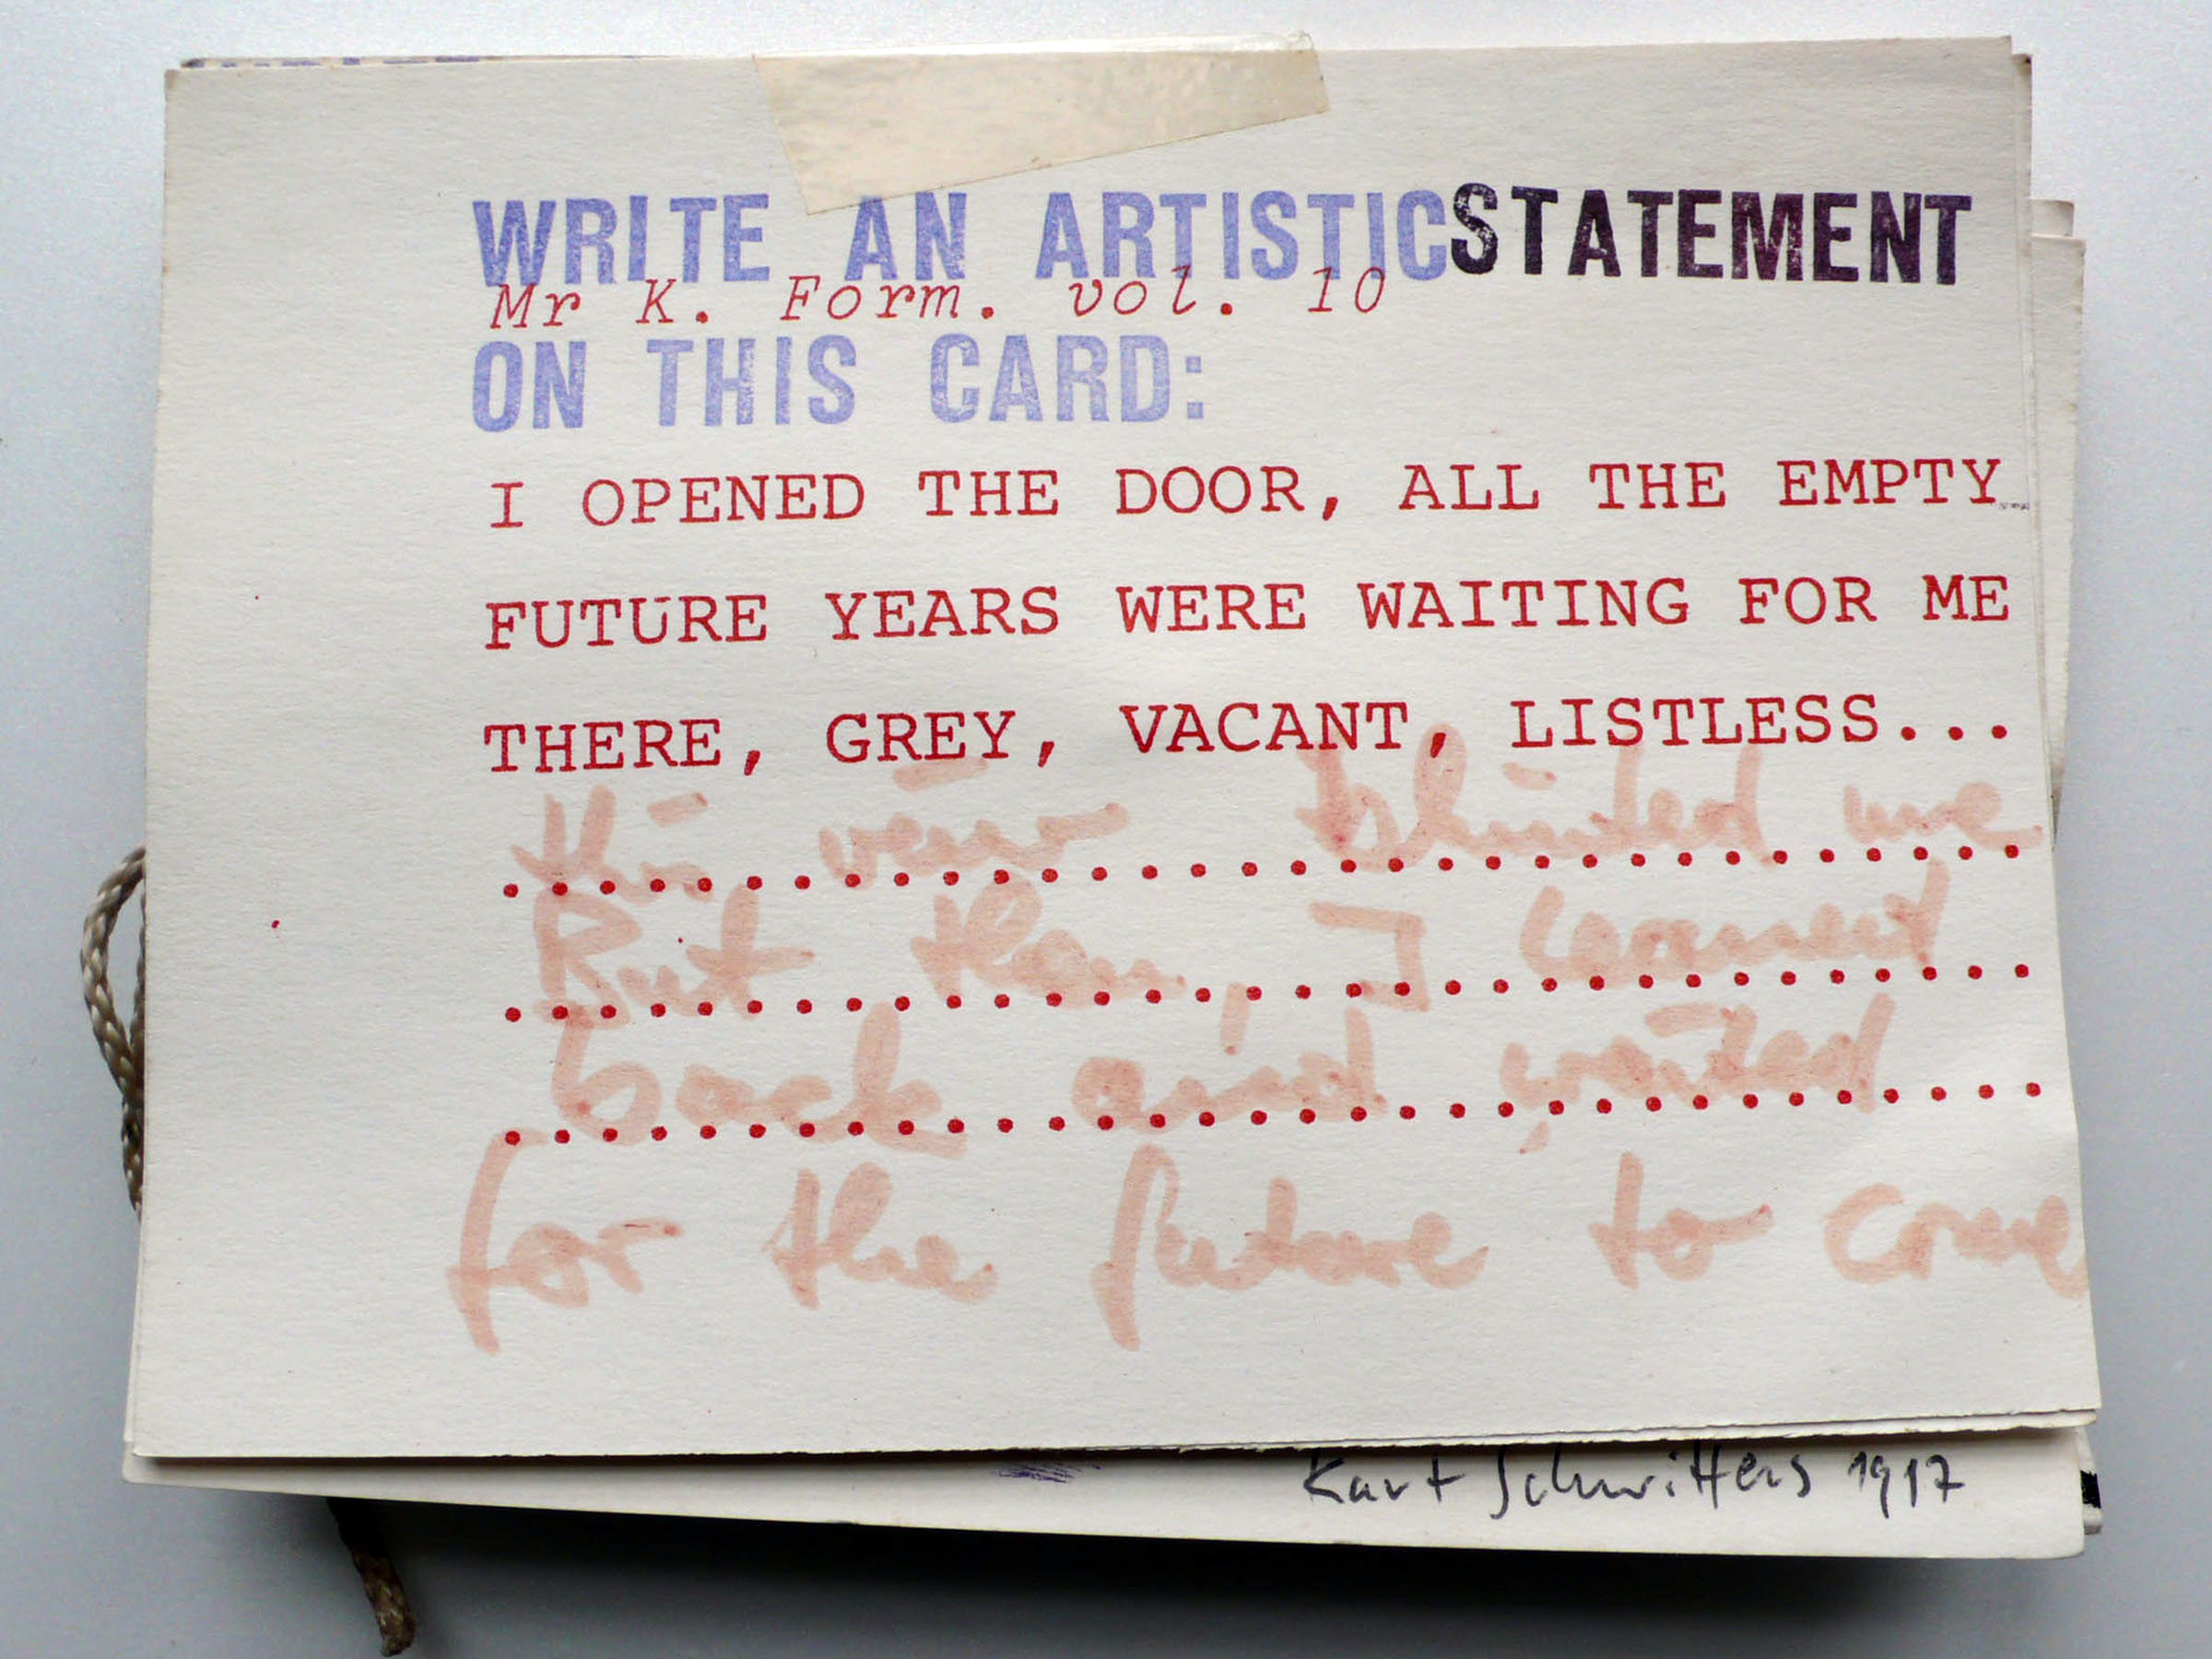 WRITE AN ARTISTIC STATEMENT
Mr K. Form. vol. 10
ON THIS CARD:
I OPENED THE DOOR, ALL THE EMPTY
FUTURE YEARS WERE WAITING FOR ME
THERE, GREY, VACANT, LISTLESS...
this view blinded me
But then, I leaned
back and waited
for the future to come
Kurt Schwitters 1917